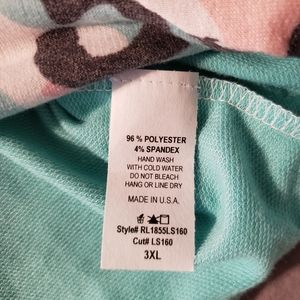 96 % POLYESTER
4% SPANDEX
HAND WASH
WITH COLD WATER
DO NOT BLEACH
HANG OR LINE DRY
MADE IN U.S.A.
Style# RL1855LS160
Cut# LS160
3XL